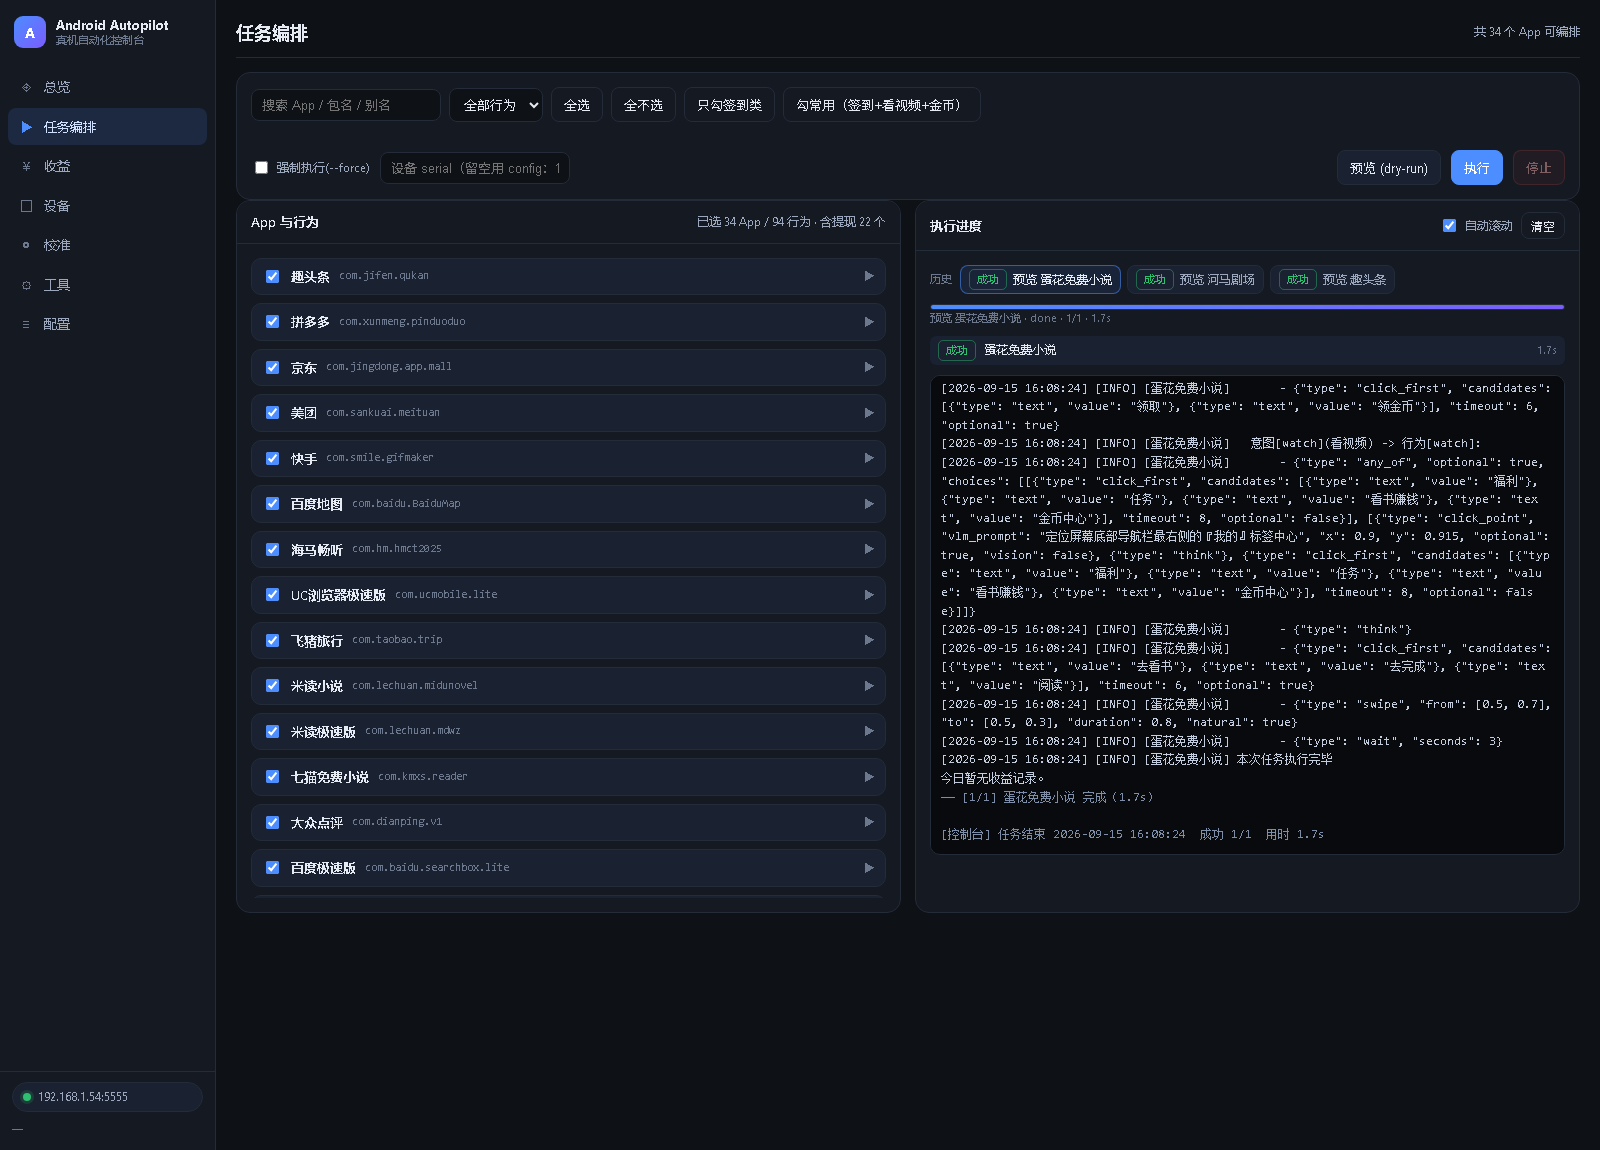 A
Android Autopilot
真机自动化控制台
总览
任务编排
¥ 收益
设备
校准
工具
配置
192.168.1.54:5555
—
任务编排
共 34 个 App 可编排
搜索 App / 包名 / 别名
全部行为
全选
全不选
只勾签到类
勾常用（签到+看视频+金币）
强制执行(--force)
设备 serial（留空用 config：1
预览 (dry-run)
执行
停止
App 与行为
已选 34 App / 94 行为 · 含提现 22 个
趣头条 com.jifen.qukan
拼多多 com.xunmeng.pinduoduo
京东 com.jingdong.app.mall
美团 com.sankuai.meituan
快手 com.smile.gifmaker
百度地图 com.baidu.BaiduMap
海马畅听 com.hm.hmct2025
UC浏览器极速版 com.ucmobile.lite
飞猪旅行 com.taobao.trip
米读小说 com.lechuan.midunovel
米读极速版 com.lechuan.mdwz
七猫免费小说 com.kmxs.reader
大众点评 com.dianping.v1
百度极速版 com.baidu.searchbox.lite
执行进度
自动滚动
清空
历史
成功 预览 蛋花免费小说
成功 预览 河马剧场
成功 预览 趣头条
预览 蛋花免费小说 · done · 1/1 · 1.7s
成功 蛋花免费小说 1.7s
[2026-09-15 16:08:24] [INFO] [蛋花免费小说]       - {"type": "click_first", "candidates":
[{"type": "text", "value": "领取"}, {"type": "text", "value": "领金币"}], "timeout": 6,
"optional": true}
[2026-09-15 16:08:24] [INFO] [蛋花免费小说]   意图[watch](看视频) -> 行为[watch]:
[2026-09-15 16:08:24] [INFO] [蛋花免费小说]       - {"type": "any_of", "optional": true,
"choices": [[{"type": "click_first", "candidates": [{"type": "text", "value": "福利"},
{"type": "text", "value": "任务"}, {"type": "text", "value": "看书赚钱"}, {"type": "tex
t", "value": "金币中心"}], "timeout": 8, "optional": false}], [{"type": "click_point",
"vlm_prompt": "定位屏幕底部导航栏最右侧的『我的』标签中心", "x": 0.9, "y": 0.915, "optional":
true, "vision": false}, {"type": "think"}, {"type": "click_first", "candidates": [{"typ
e": "text", "value": "福利"}, {"type": "text", "value": "任务"}, {"type": "text", "valu
e": "看书赚钱"}, {"type": "text", "value": "金币中心"}], "timeout": 8, "optional": fals
e}]]}
[2026-09-15 16:08:24] [INFO] [蛋花免费小说]       - {"type": "think"}
[2026-09-15 16:08:24] [INFO] [蛋花免费小说]       - {"type": "click_first", "candidates":
[{"type": "text", "value": "去看书"}, {"type": "text", "value": "去完成"}, {"type": "tex
t", "value": "阅读"}], "timeout": 6, "optional": true}
[2026-09-15 16:08:24] [INFO] [蛋花免费小说]       - {"type": "swipe", "from": [0.5, 0.7],
"to": [0.5, 0.3], "duration": 0.8, "natural": true}
[2026-09-15 16:08:24] [INFO] [蛋花免费小说]       - {"type": "wait", "seconds": 3}
[2026-09-15 16:08:24] [INFO] [蛋花免费小说] 本次任务执行完毕
今日暂无收益记录。
—— [1/1] 蛋花免费小说 完成（1.7s）
[控制台] 任务结束 2026-09-15 16:08:24  成功 1/1  用时 1.7s